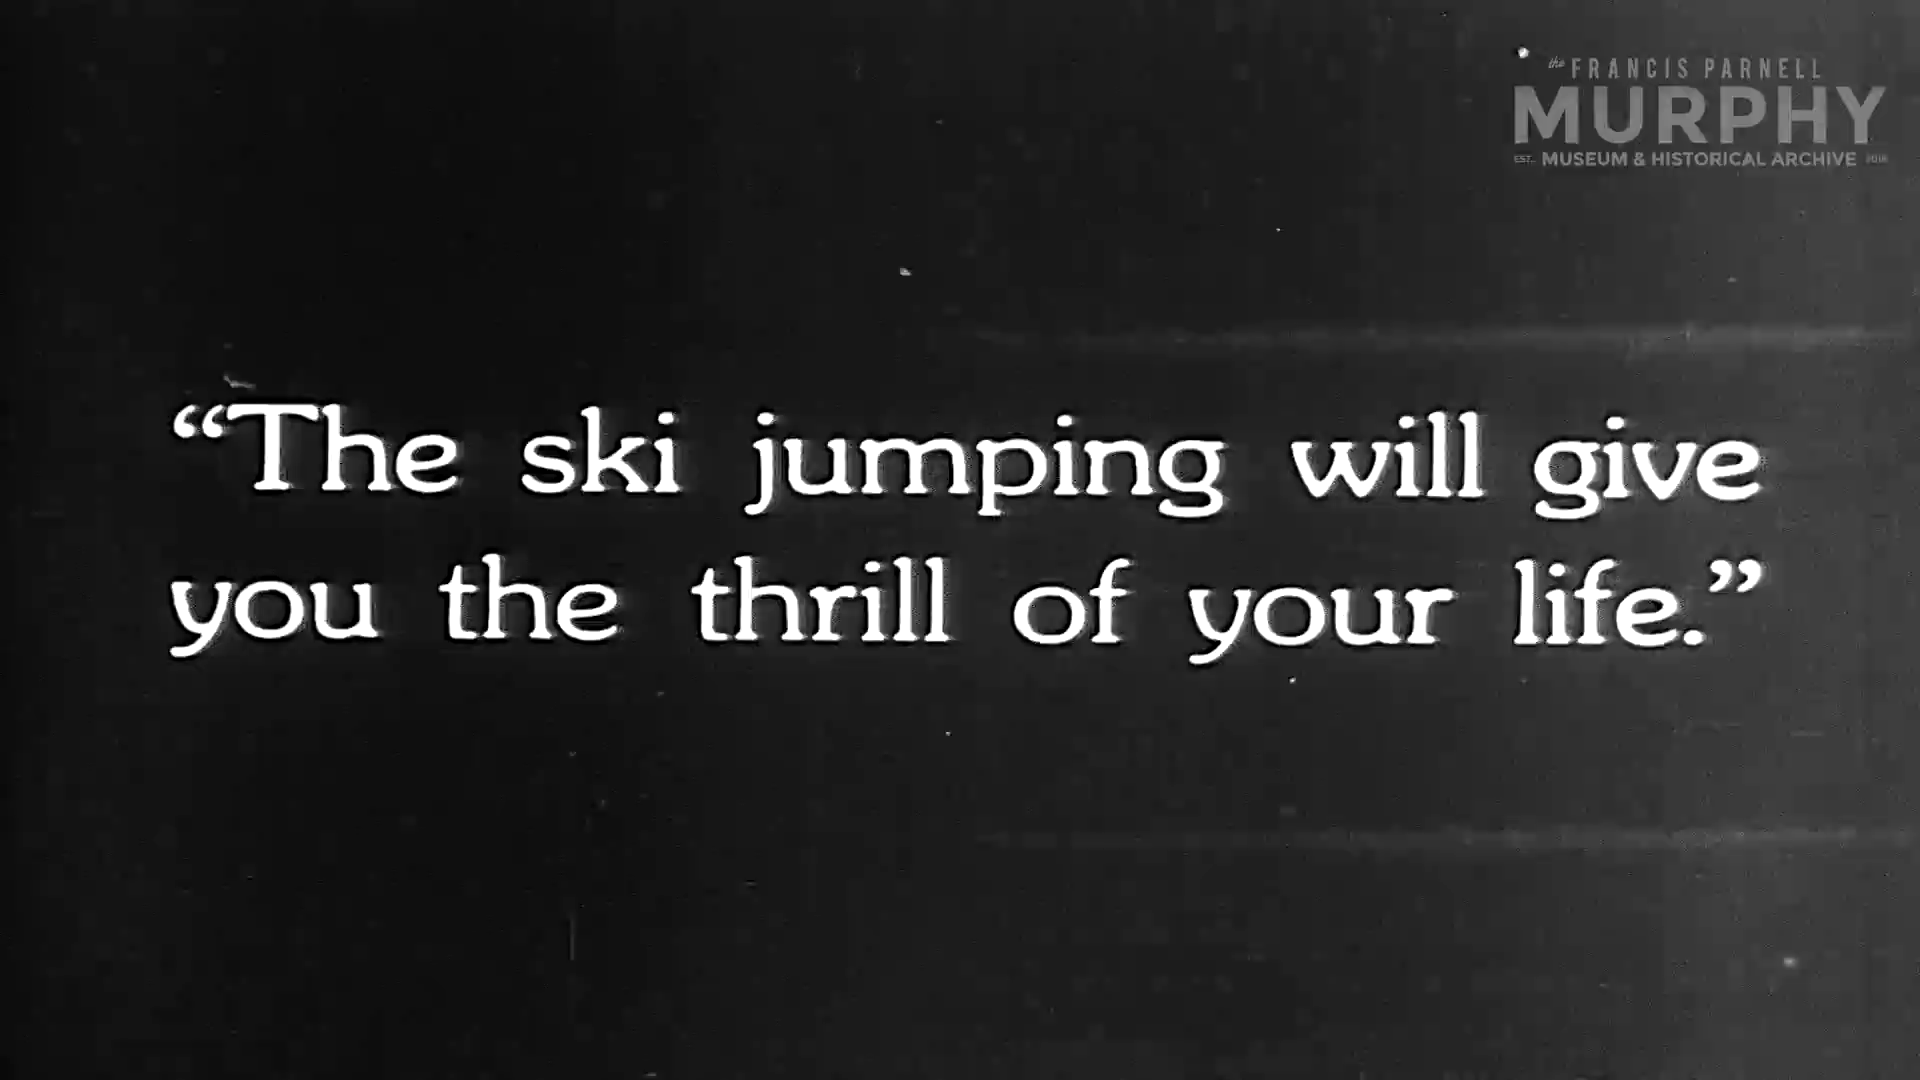 the FRANCIS PARNELL
MURPHY
EST. MUSEUM & HISTORICAL ARCHIVE
“The ski jumping will give
you the thrill of your life.”